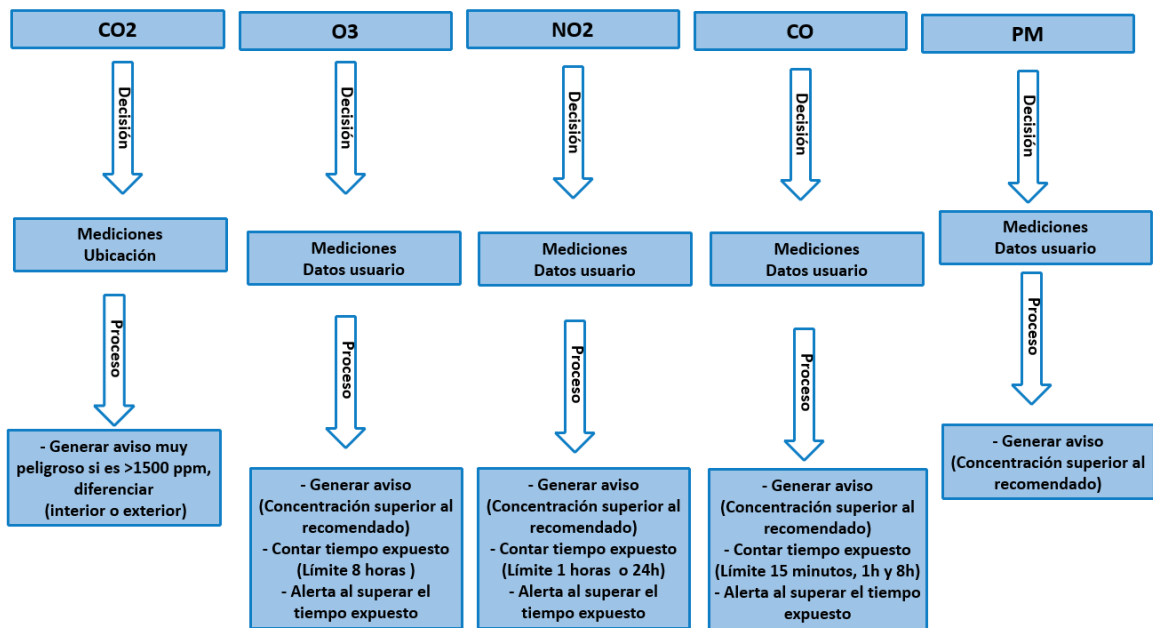 CO2
Decisión
Mediciones
Ubicación
Proceso
- Generar aviso muy
peligroso si es >1500 ppm,
diferenciar
(interior o exterior)
O3
Decisión
Mediciones
Datos usuario
Proceso
- Generar aviso
(Concentración superior al
recomendado)
- Contar tiempo expuesto
(Límite 8 horas )
- Alerta al superar el
tiempo expuesto
NO2
Decisión
Mediciones
Datos usuario
Proceso
- Generar aviso
(Concentración superior al
recomendado)
- Contar tiempo expuesto
(Límite 1 horas o 24h)
- Alerta al superar el
tiempo expuesto
CO
Decisión
Mediciones
Datos usuario
Proceso
- Generar aviso
(Concentración superior al
recomendado)
- Contar tiempo expuesto
(Límite 15 minutos, 1h y 8h)
- Alerta al superar el tiempo
expuesto
PM
Decisión
Mediciones
Datos usuario
Proceso
- Generar aviso
(Concentración superior al
recomendado)